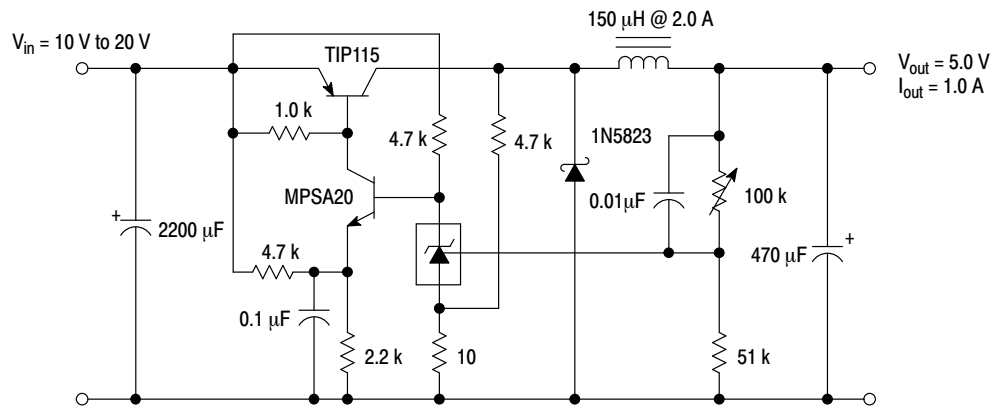 150 μH @ 2.0 A
V_in = 10 V to 20 V
TIP115
V_out = 5.0 V
I_out = 1.0 A
1.0 k
4.7 k
4.7 k
1N5823
MPSA20
0.01μF
100 k
+
2200 μF
4.7 k
470 μF
+
0.1 μF
2.2 k
10
51 k